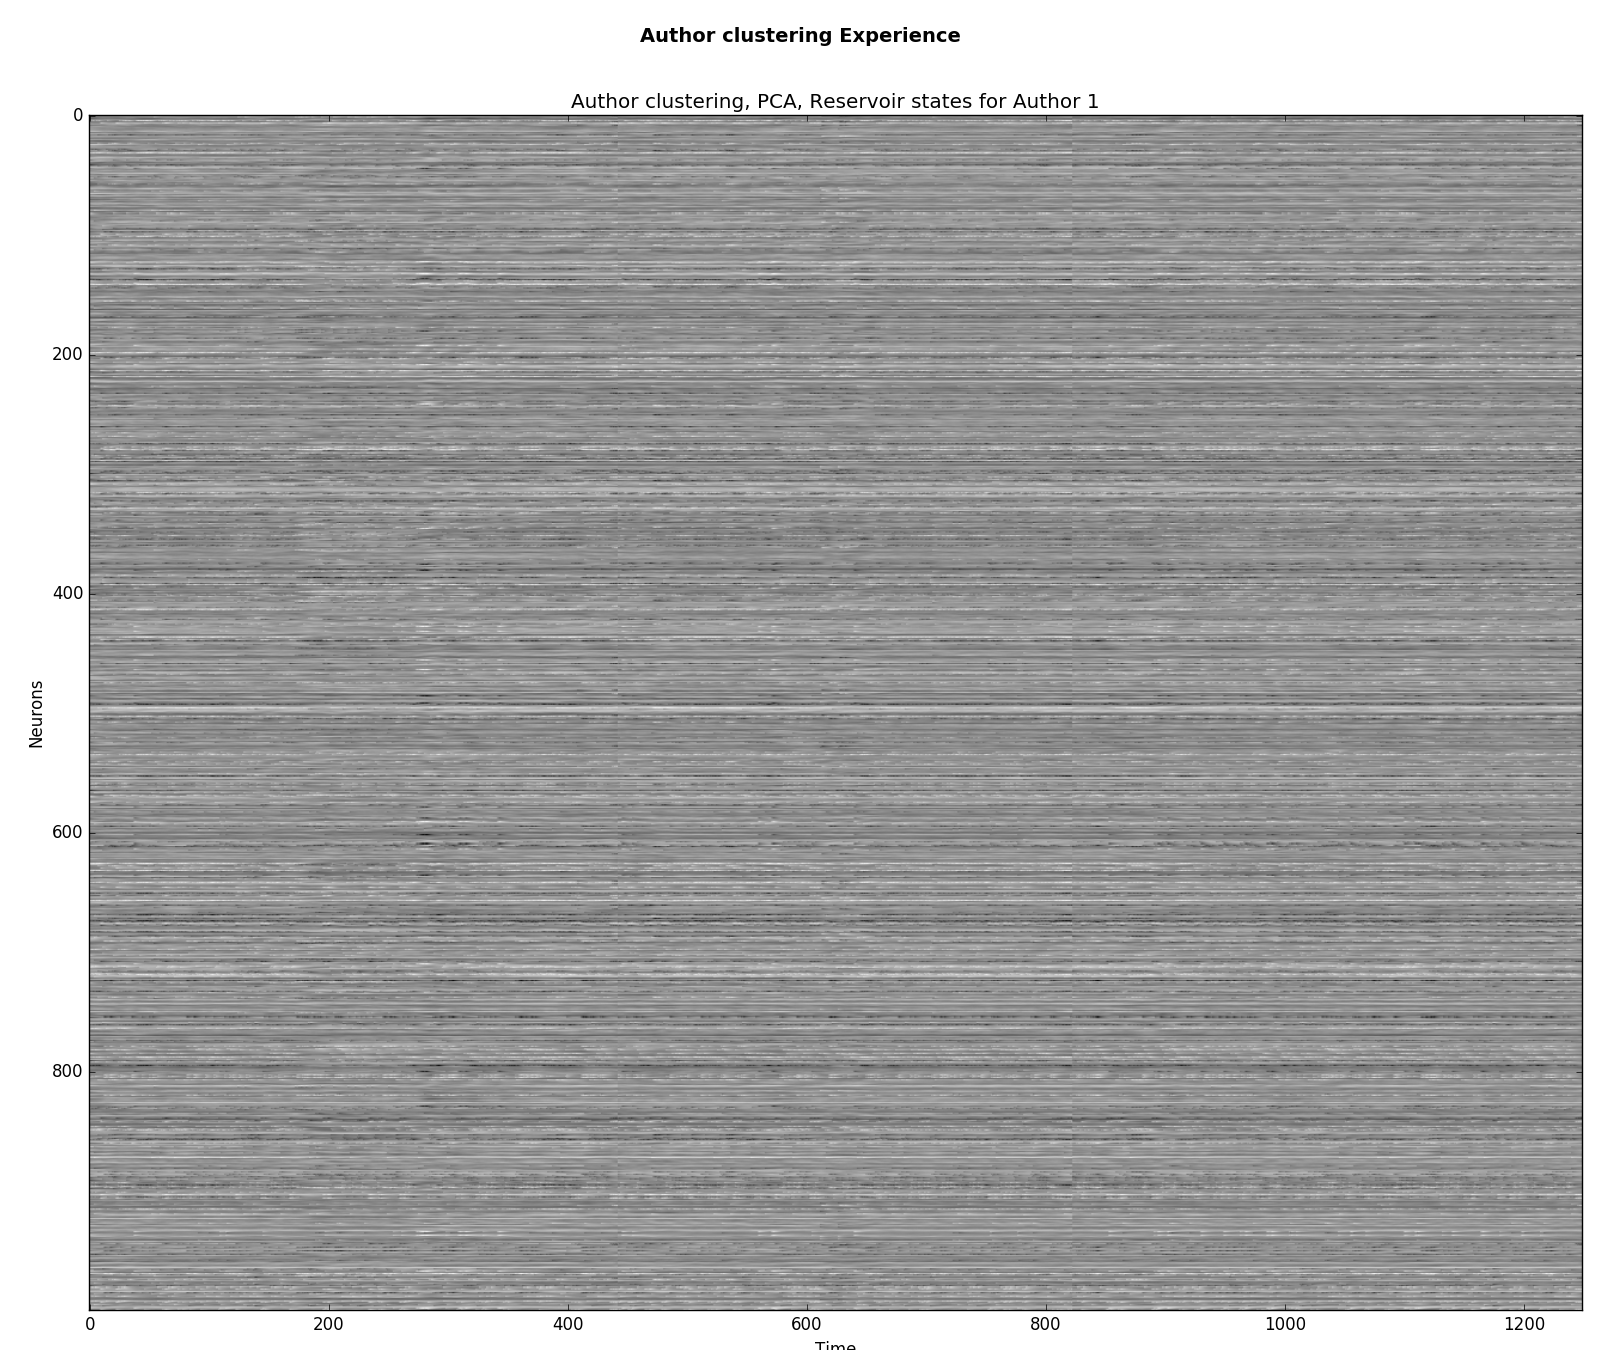 Author clustering Experience
Author clustering, PCA, Reservoir states for Author 1
0
200
400
600
800
Neurons
0 200 400 600 800 1000 1200
Time